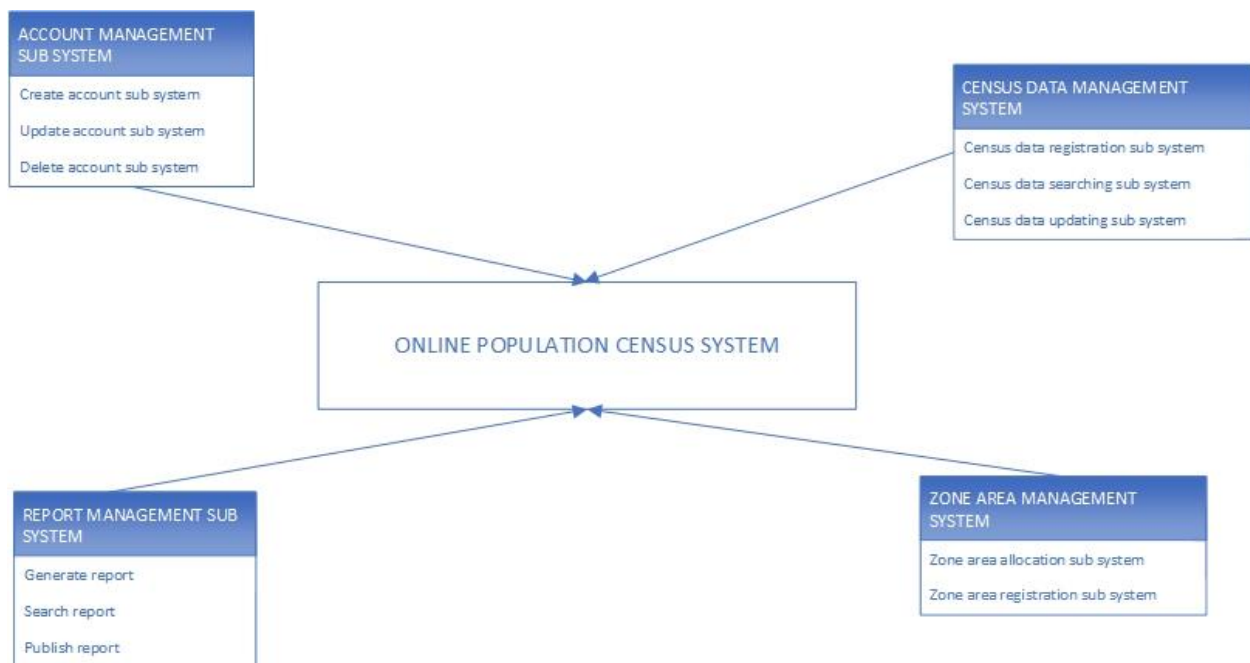 ACCOUNT MANAGEMENT
SUB SYSTEM
Create account sub system
Update account sub system
Delete account sub system
CENSUS DATA MANAGEMENT
SYSTEM
Census data registration sub system
Census data searching sub system
Census data updating sub system
ONLINE POPULATION CENSUS SYSTEM
REPORT MANAGEMENT SUB
SYSTEM
Generate report
Search report
Publish report
ZONE AREA MANAGEMENT
SYSTEM
Zone area allocation sub system
Zone area registration sub system